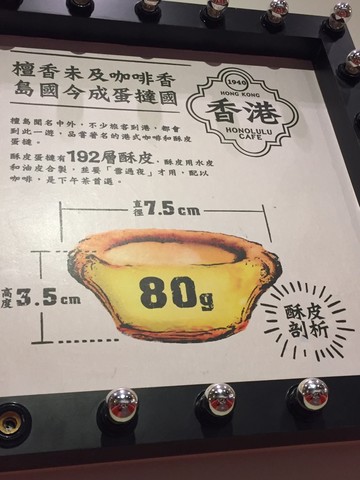 檀香未及咖啡香
島國今成蛋撻國
1940
HONG KONG
香港
HONOLULU
CAFE
檀島聞名中外，不少旅客到港，都會
到此一遊，品嘗著名的港式咖啡和酥皮
蛋撻。
酥皮蛋撻有192層酥皮，酥皮用水皮
和油皮合製，並要「雪過夜」才用，配以
咖啡，是下午茶首選。
直徑7.5cm
高度3.5cm
80g
酥皮
剖析